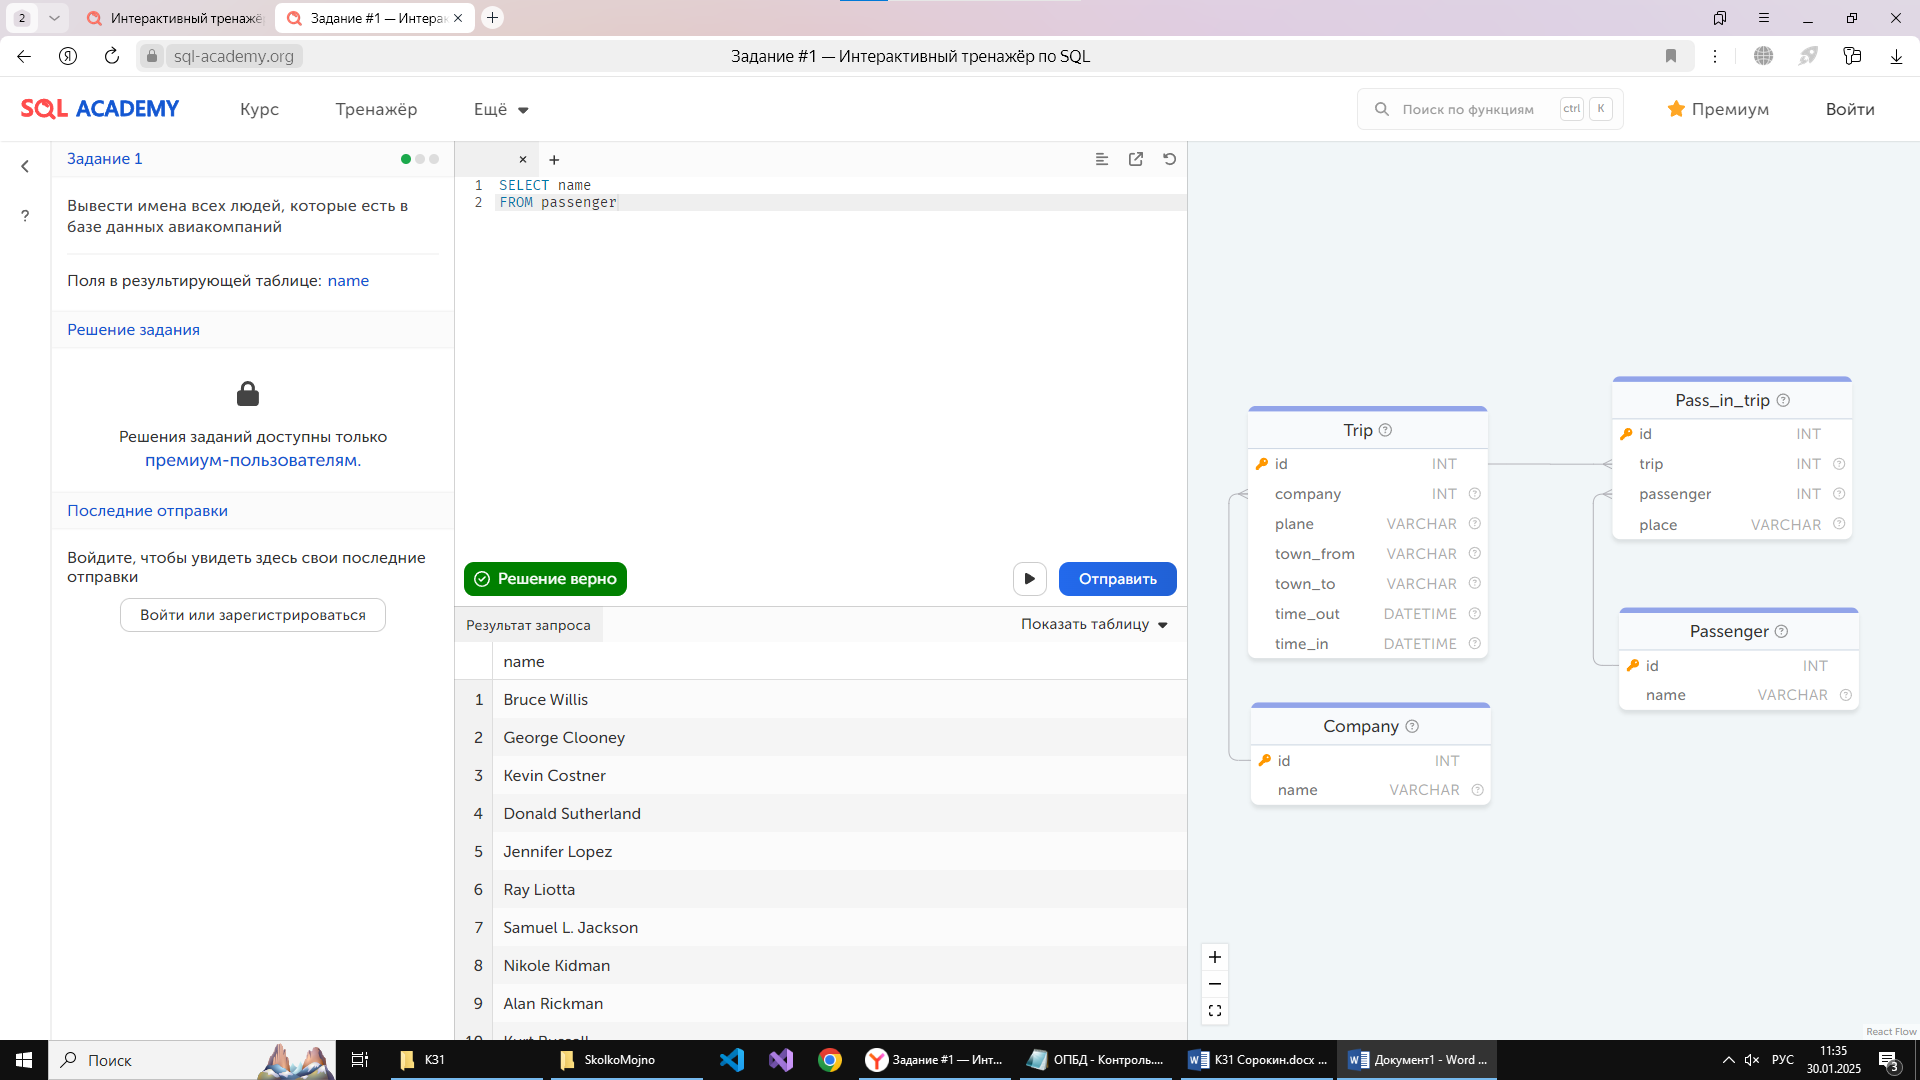 2
Интерактивный тренажё
Задание #1 — Интерак
sql-academy.org
Задание #1 — Интерактивный тренажёр по SQL
SQL ACADEMY
Курс
Тренажёр
Ещё
Поиск по функциям
ctrl
K
Премиум
Войти
Задание 1
?
Вывести имена всех людей, которые есть в
базе данных авиакомпаний
Поля в результирующей таблице: name
Решение задания
Решения заданий доступны только
премиум-пользователям.
Последние отправки
Войдите, чтобы увидеть здесь свои последние
отправки
Войти или зарегистрироваться
1 SELECT name
2 FROM passenger
Решение верно
Отправить
Результат запроса
Показать таблицу
name
1 Bruce Willis
2 George Clooney
3 Kevin Costner
4 Donald Sutherland
5 Jennifer Lopez
6 Ray Liotta
7 Samuel L. Jackson
8 Nikole Kidman
9 Alan Rickman
10 Kurt Russell
Trip
id INT
company INT
plane VARCHAR
town_from VARCHAR
town_to VARCHAR
time_out DATETIME
time_in DATETIME
Company
id INT
name VARCHAR
Pass_in_trip
id INT
trip INT
passenger INT
place VARCHAR
Passenger
id INT
name VARCHAR
React Flow
Поиск
К31
SkolkoMojno
Задание #1 — Инт...
ОПБД - Контроль....
К31 Сорокин.docx ...
Документ1 - Word ...
РУС
11:35
30.01.2025
3